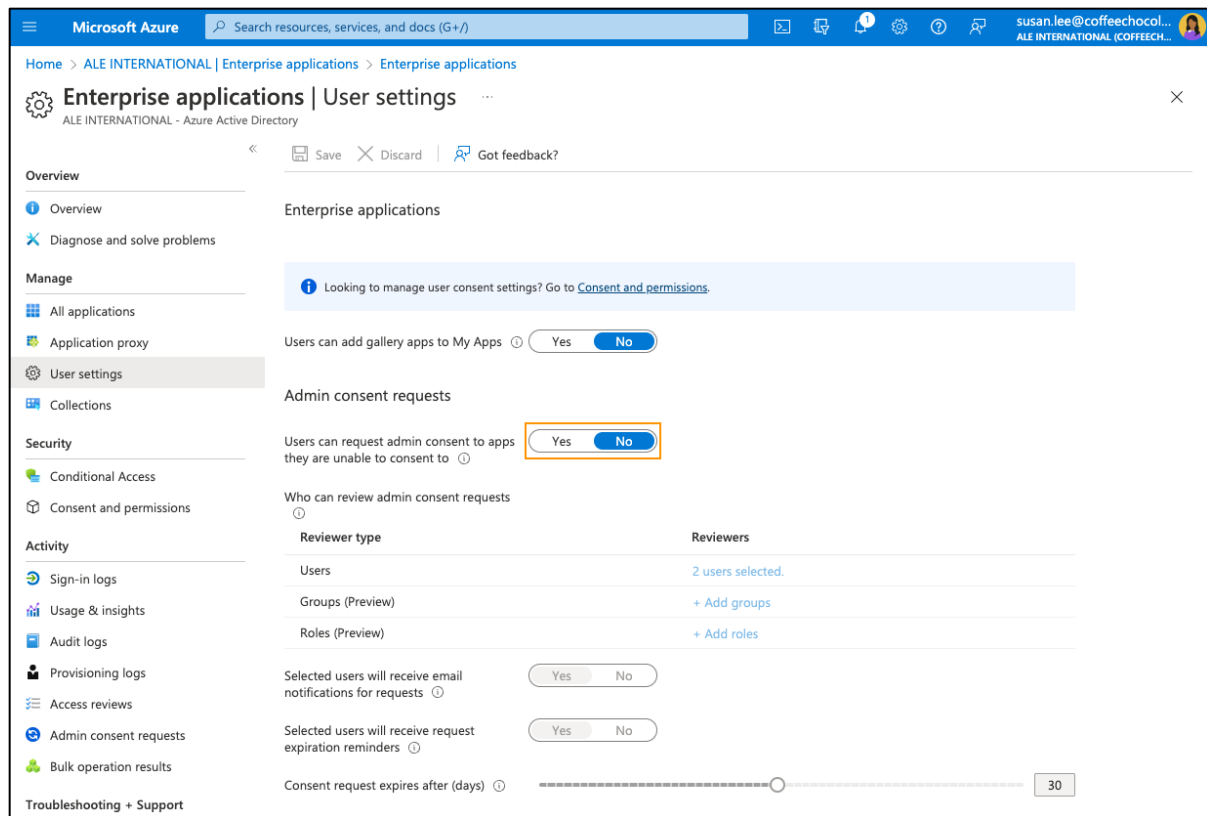 Microsoft Azure
Search resources, services, and docs (G+/)
1
susan.lee@coffeechocol...
ALE INTERNATIONAL (COFFEECH...
Home > ALE INTERNATIONAL | Enterprise applications > Enterprise applications
Enterprise applications | User settings ...
ALE INTERNATIONAL - Azure Active Directory
Save Discard Got feedback?
Overview
Overview
Diagnose and solve problems
Manage
All applications
Application proxy
User settings
Collections
Security
Conditional Access
Consent and permissions
Activity
Sign-in logs
Usage & insights
Audit logs
Provisioning logs
Access reviews
Admin consent requests
Bulk operation results
Troubleshooting + Support
Enterprise applications
Looking to manage user consent settings? Go to Consent and permissions.
Users can add gallery apps to My Apps Yes No
Admin consent requests
Users can request admin consent to apps Yes No
they are unable to consent to
Who can review admin consent requests
Reviewer type Reviewers
Users 2 users selected.
Groups (Preview) + Add groups
Roles (Preview) + Add roles
Selected users will receive email Yes No
notifications for requests
Selected users will receive request Yes No
expiration reminders
Consent request expires after (days) 30